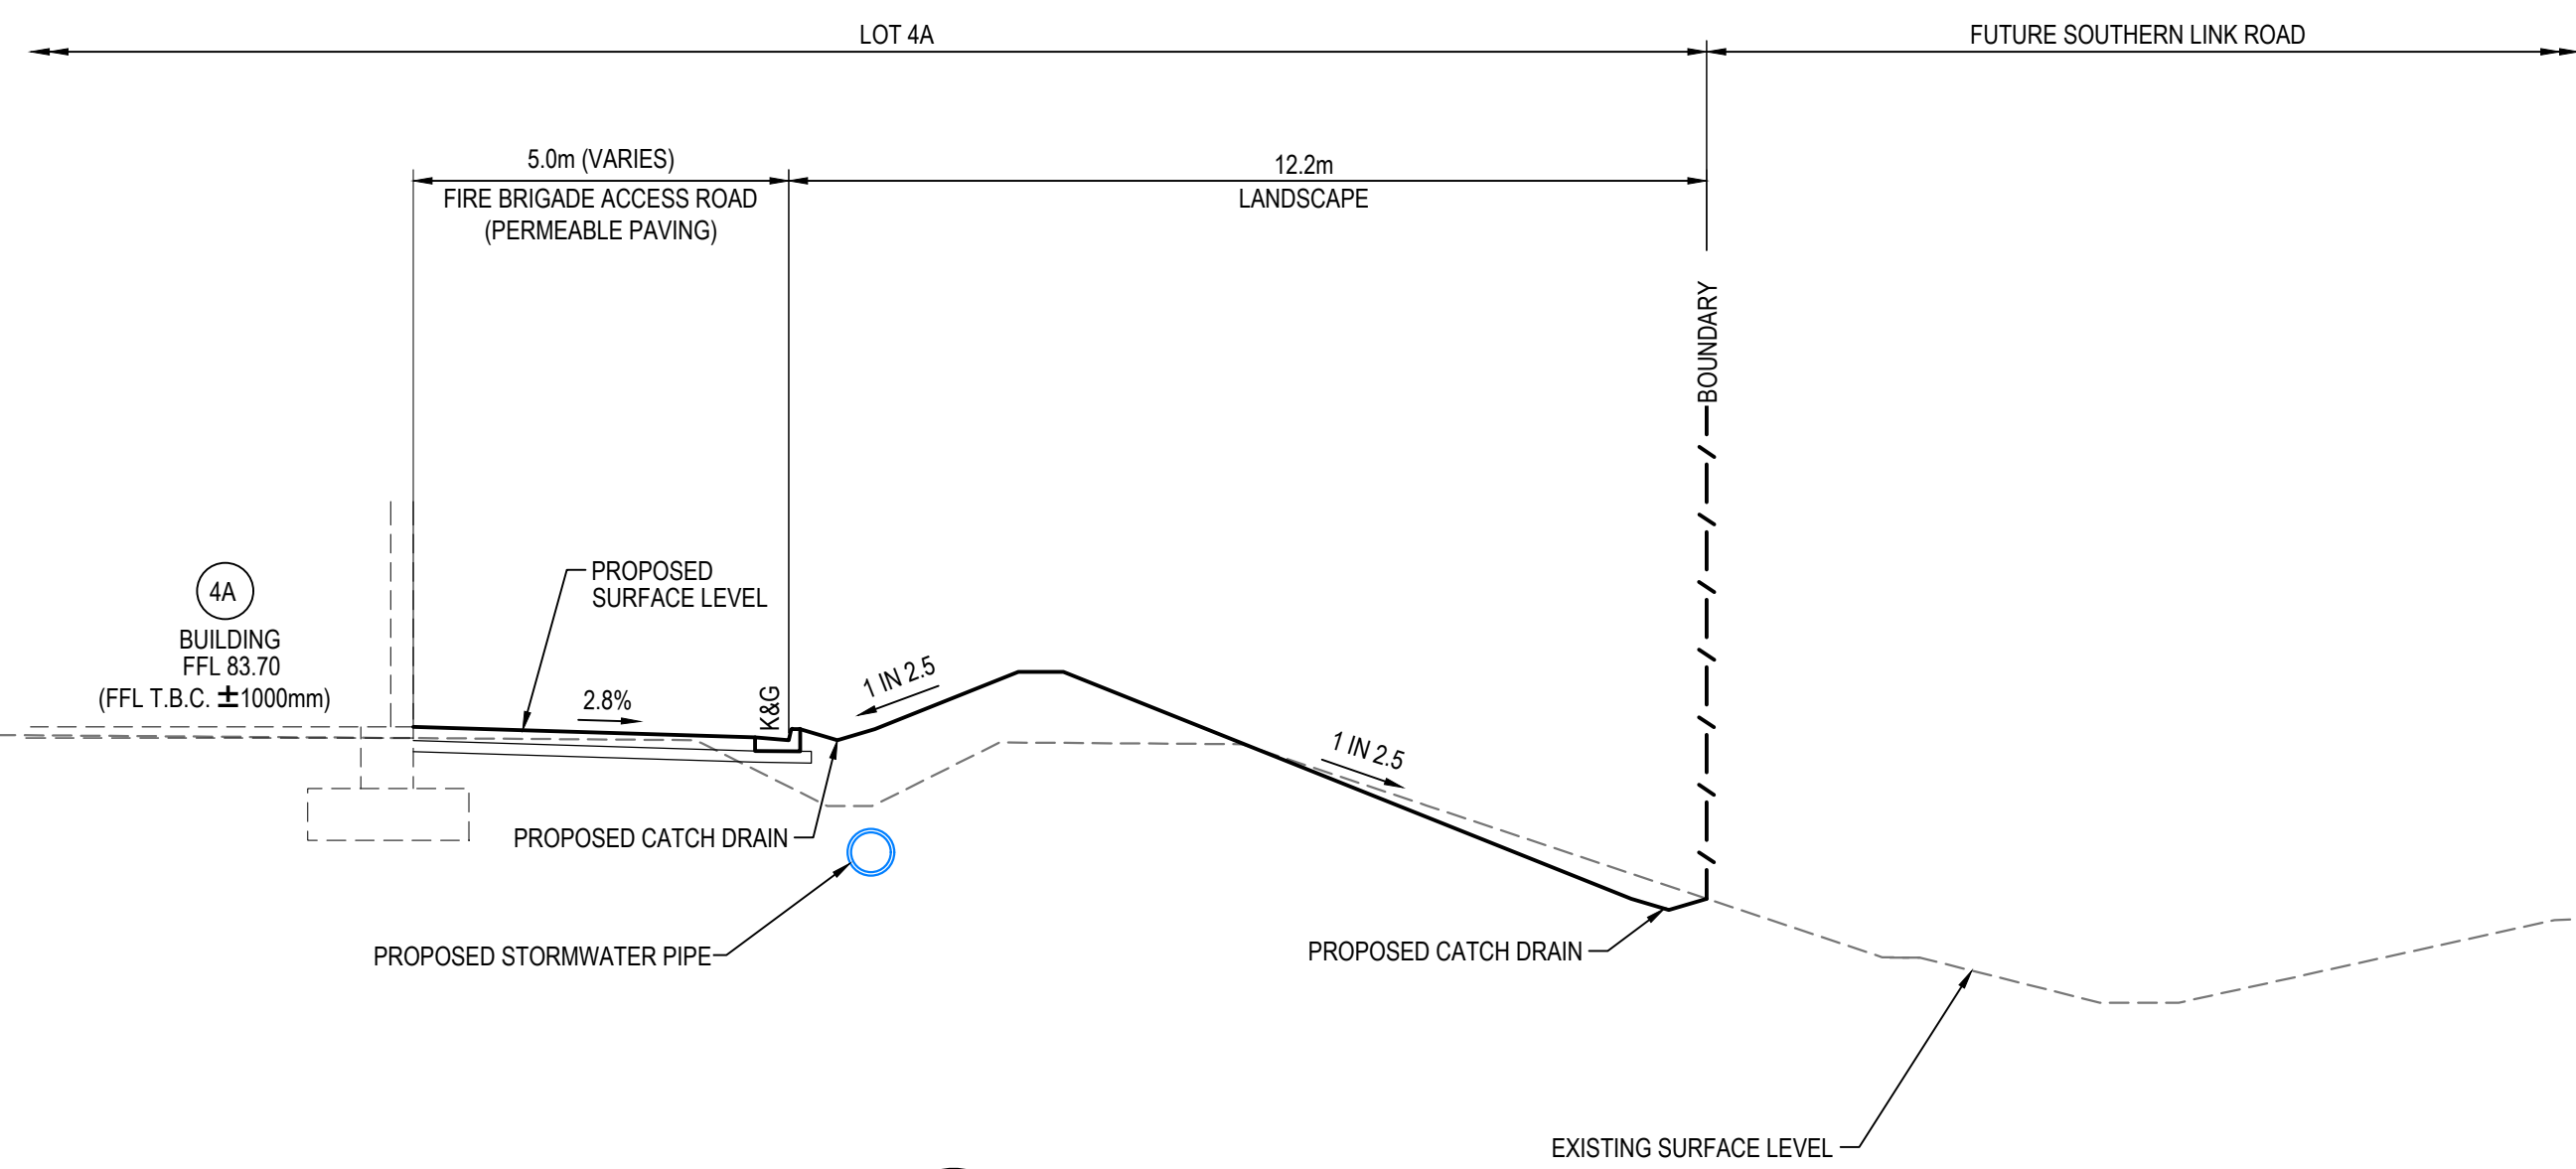 LOT 4A
FUTURE SOUTHERN LINK ROAD
5.0m (VARIES)
FIRE BRIGADE ACCESS ROAD
(PERMEABLE PAVING)
12.2m
LANDSCAPE
BOUNDARY
PROPOSED
SURFACE LEVEL
4A
BUILDING
FFL 83.70
(FFL T.B.C. ±1000mm)
2.8%
K&G
1 IN 2.5
1 IN 2.5
PROPOSED CATCH DRAIN
PROPOSED STORMWATER PIPE
PROPOSED CATCH DRAIN
EXISTING SURFACE LEVEL